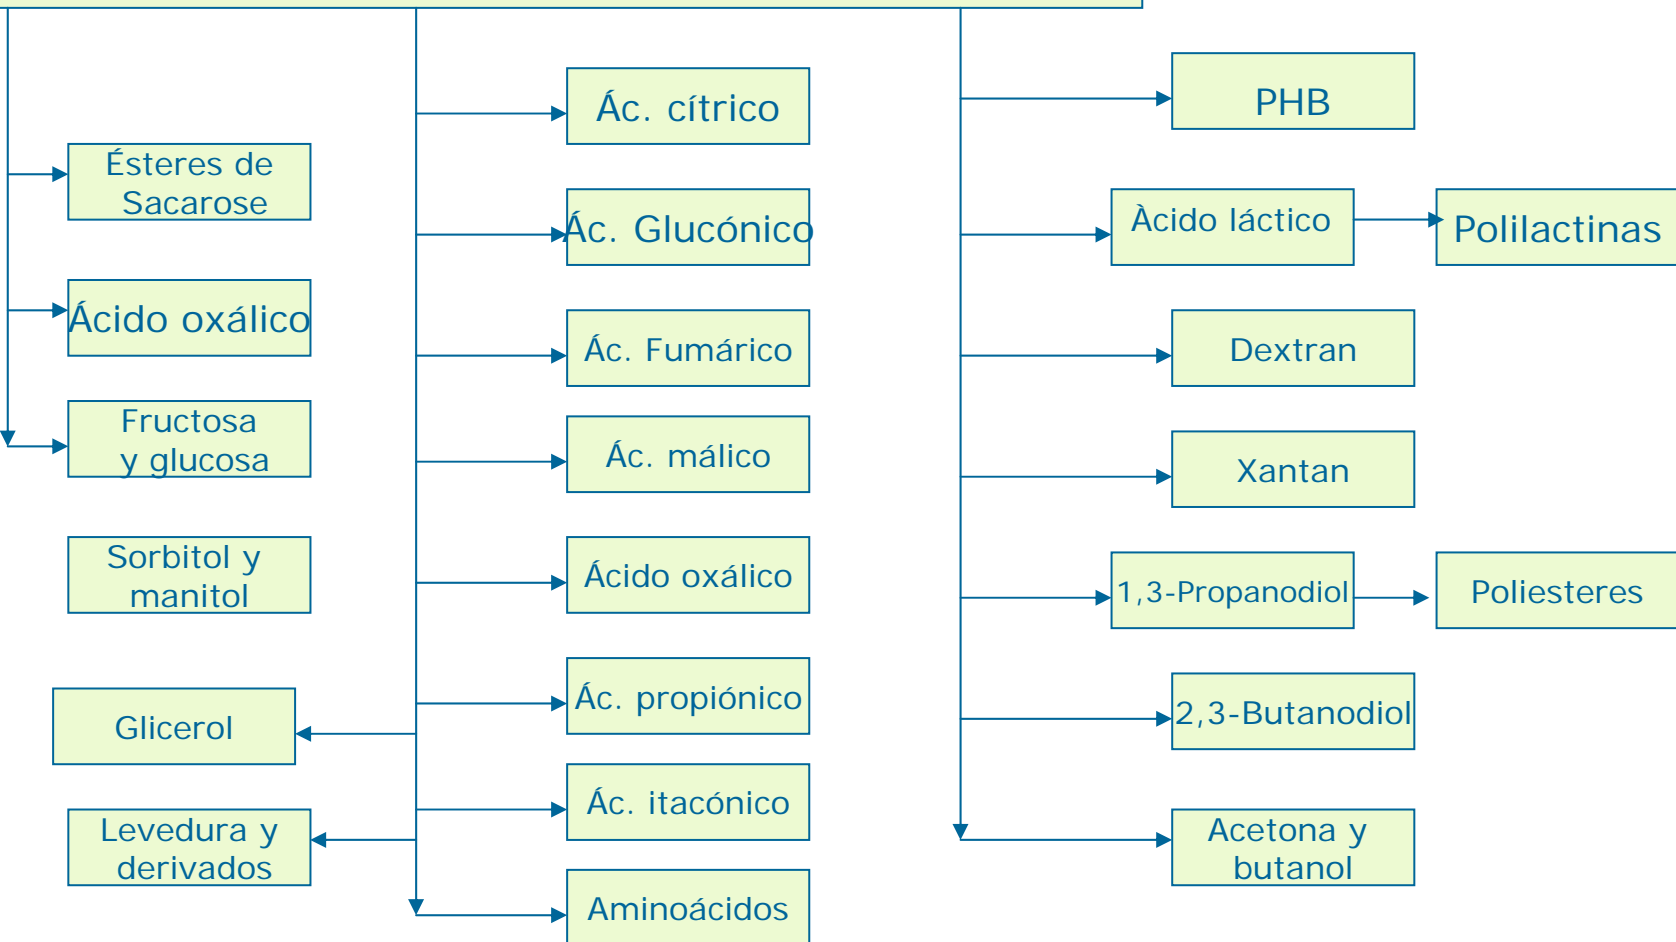 Ésteres de
Sacarose
Ácido oxálico
Fructosa
y glucosa
Sorbitol y
manitol
Glicerol
Levedura y
derivados
Ác. cítrico
Ác. Glucónico
Ác. Fumárico
Ác. málico
Ácido oxálico
Ác. propiónico
Ác. itacónico
Aminoácidos
PHB
Àcido láctico
Polilactinas
Dextran
Xantan
1,3-Propanodiol
Poliesteres
2,3-Butanodiol
Acetona y
butanol